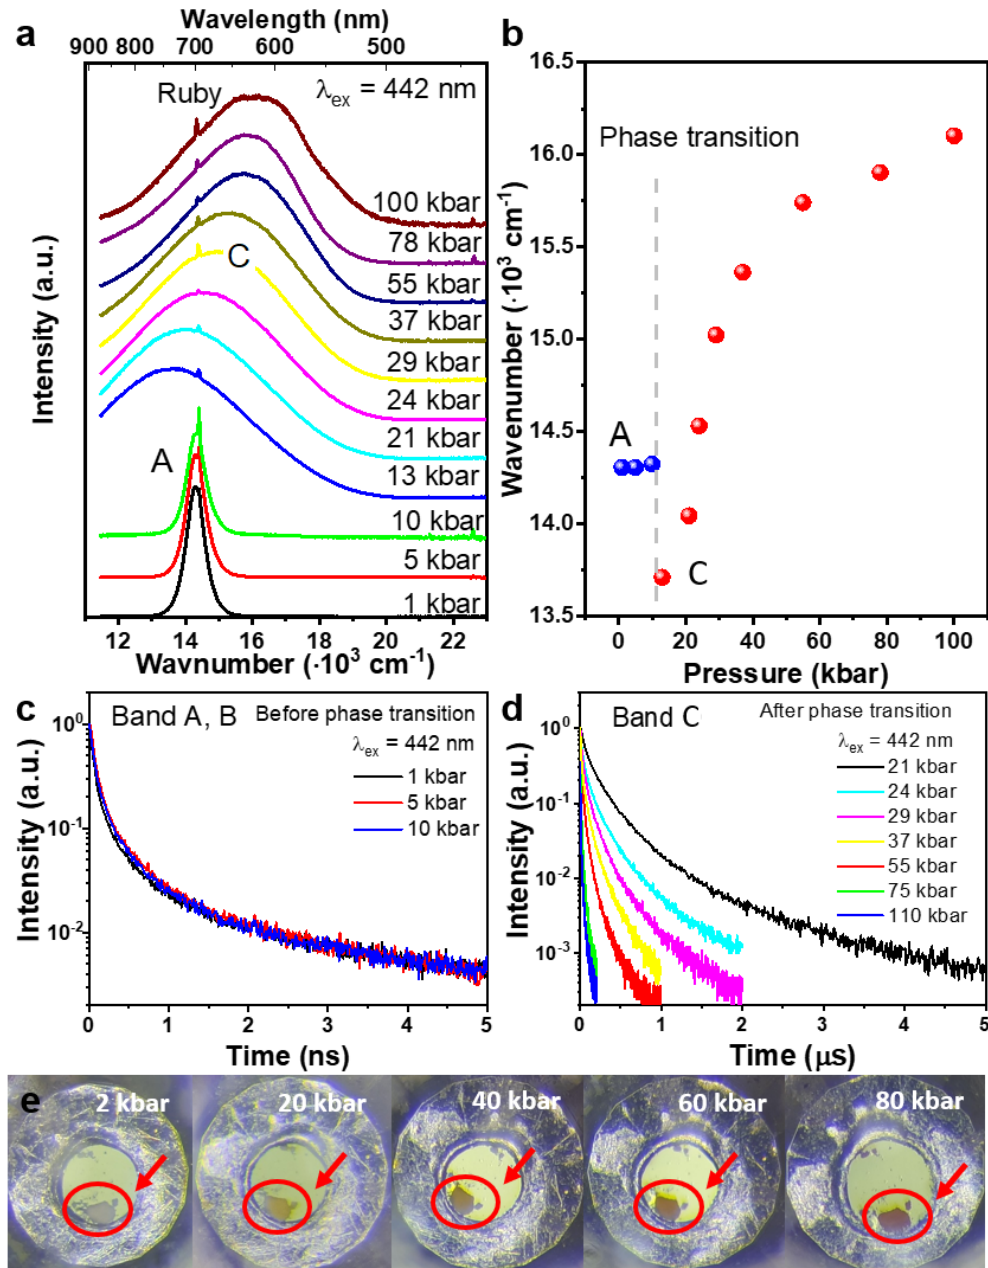 a
Wavelength (nm)
900 800 700 600 500
Ruby
λex = 442 nm
100 kbar
78 kbar
55 kbar
C
37 kbar
29 kbar
24 kbar
21 kbar
A
13 kbar
10 kbar
5 kbar
1 kbar
Intensity (a.u.)
12 14 16 18 20 22
Wavnumber (·10³ cm⁻¹)
b
16.5
Phase transition
16.0
15.5
15.0
A
14.5
14.0
C
13.5
Wavenumber (·10³ cm⁻¹)
0 20 40 60 80 100
Pressure (kbar)
c
Band A, B
Before phase transition
λex = 442 nm
1 kbar
5 kbar
10 kbar
10⁰
10⁻¹
10⁻²
Intensity (a.u.)
0 1 2 3 4 5
Time (ns)
d
Band C
After phase transition
λex = 442 nm
21 kbar
24 kbar
29 kbar
37 kbar
55 kbar
75 kbar
110 kbar
10⁰
10⁻¹
10⁻²
10⁻³
Intensity (a.u.)
0 1 2 3 4 5
Time (μs)
e
2 kbar 20 kbar 40 kbar 60 kbar 80 kbar